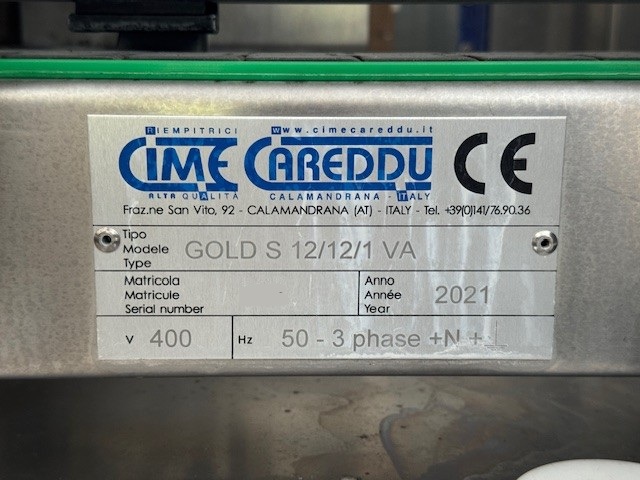 RIEMPITRICI www.cimecareddu.it
CIME CAREDDU CE
ALTA QUALITÀ CALAMANDRANA - ITALY
Fraz.ne San Vito, 92 - CALAMANDRANA (AT) - ITALY - Tel. +39(0)141/76.90.36
Tipo
Modele GOLD S 12/12/1 VA
Type
Matricola Anno
Matricule - Année 2021
Serial number Year
V 400 Hz 50 - 3 phase +N +⏊